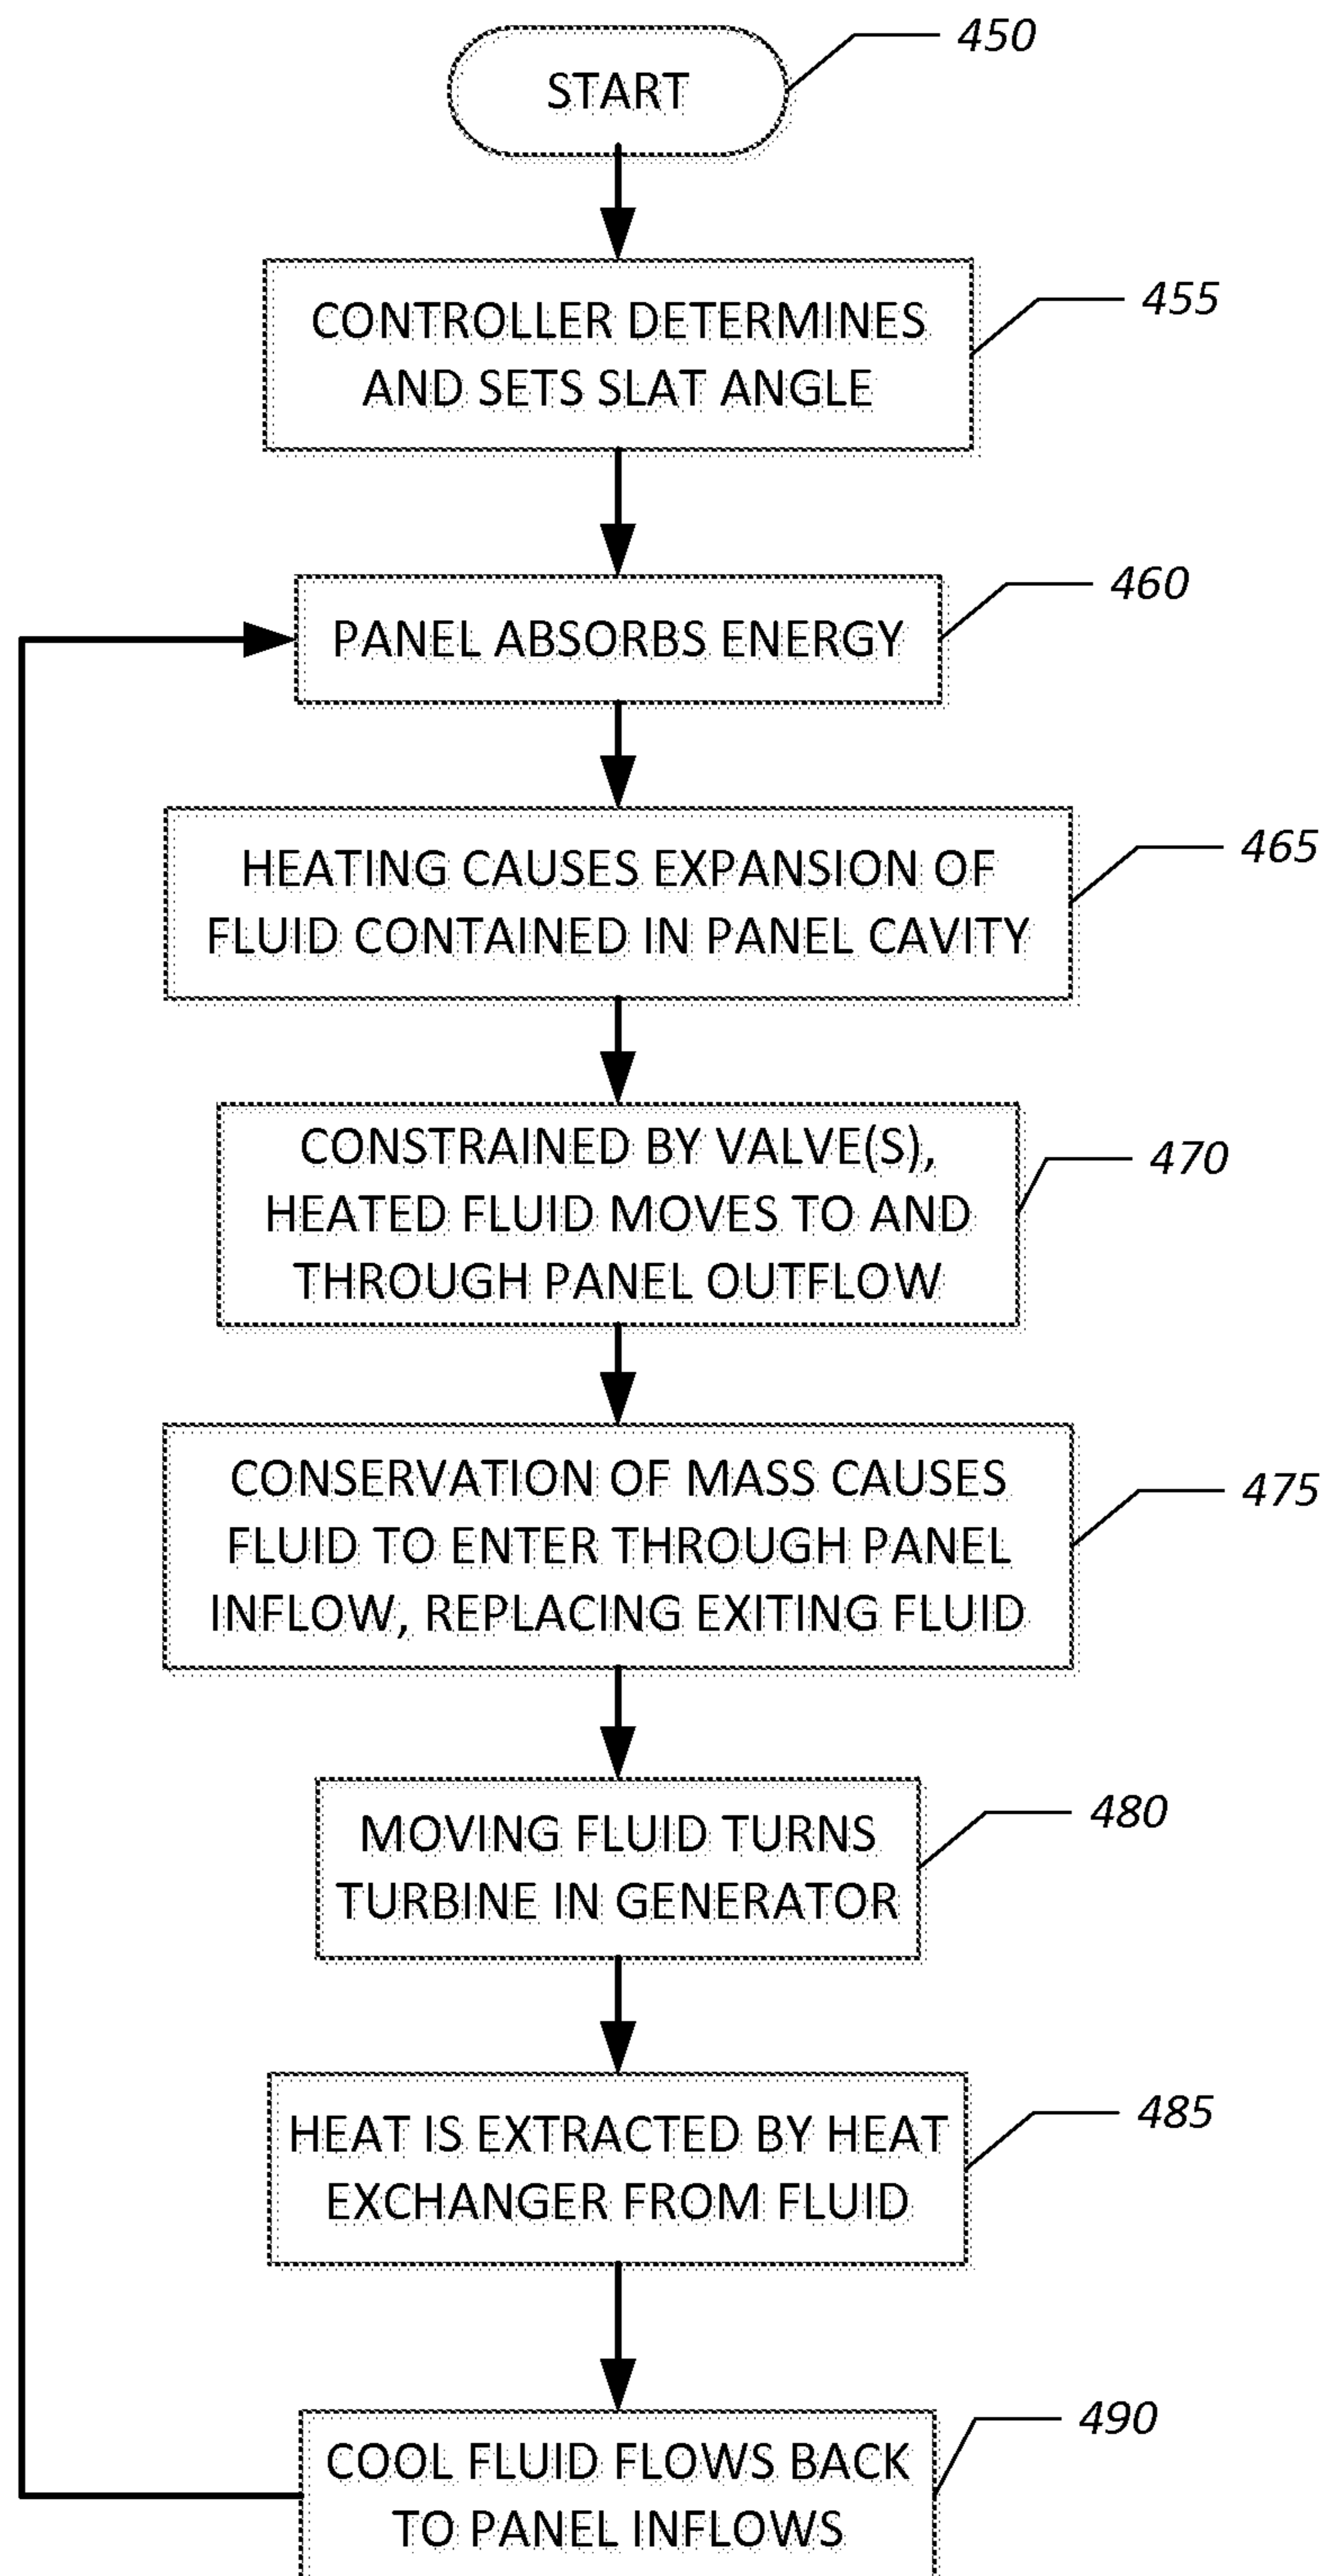 450
START
455
CONTROLLER DETERMINES
AND SETS SLAT ANGLE
460
PANEL ABSORBS ENERGY
465
HEATING CAUSES EXPANSION OF
FLUID CONTAINED IN PANEL CAVITY
470
CONSTRAINED BY VALVE(S),
HEATED FLUID MOVES TO AND
THROUGH PANEL OUTFLOW
475
CONSERVATION OF MASS CAUSES
FLUID TO ENTER THROUGH PANEL
INFLOW, REPLACING EXITING FLUID
480
MOVING FLUID TURNS
TURBINE IN GENERATOR
485
HEAT IS EXTRACTED BY HEAT
EXCHANGER FROM FLUID
490
COOL FLUID FLOWS BACK
TO PANEL INFLOWS